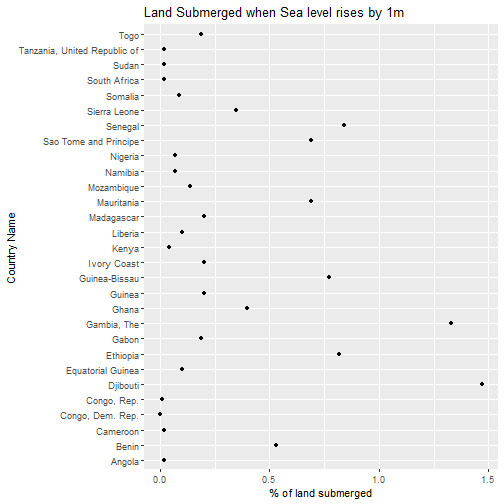 Land Submerged when Sea level rises by 1m
Togo
Tanzania, United Republic of
Sudan
South Africa
Somalia
Sierra Leone
Senegal
Sao Tome and Principe
Nigeria
Namibia
Mozambique
Mauritania
Madagascar
Liberia
Kenya
Ivory Coast
Guinea-Bissau
Guinea
Ghana
Gambia, The
Gabon
Ethiopia
Equatorial Guinea
Djibouti
Congo, Rep.
Congo, Dem. Rep.
Cameroon
Benin
Angola
Country Name
0.0 0.5 1.0 1.5
% of land submerged